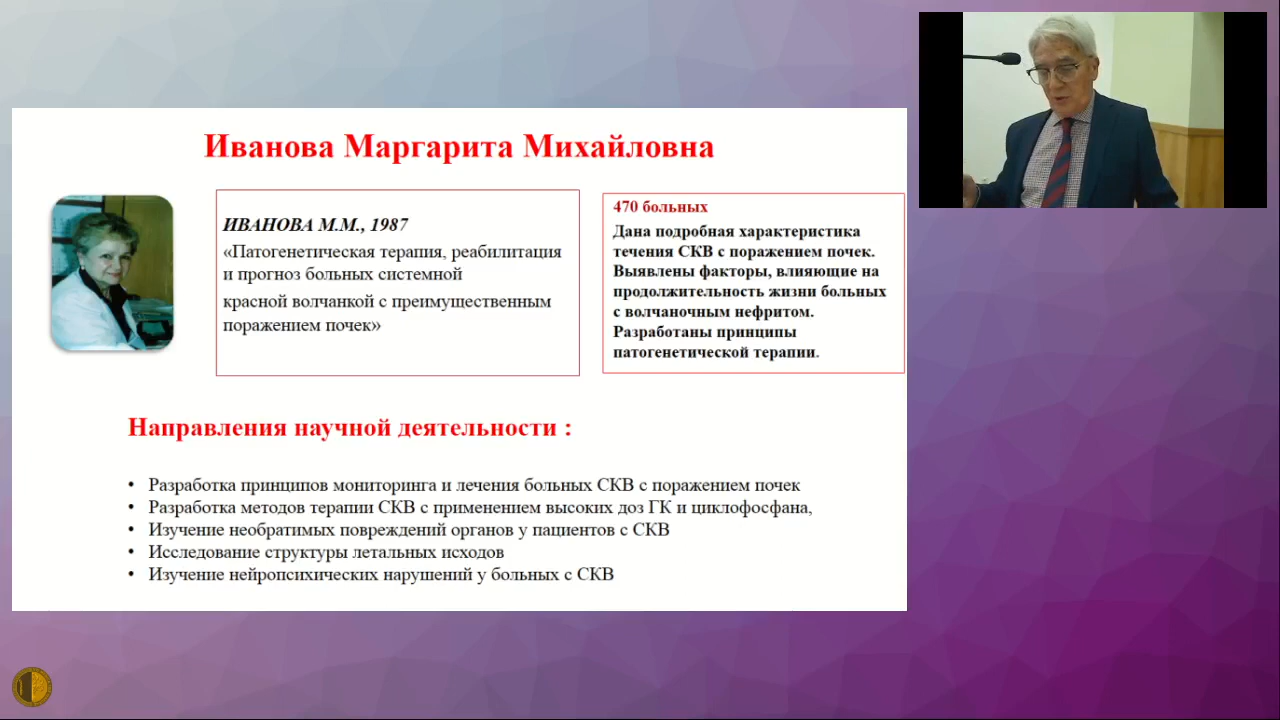 Иванова Маргарита Михайловна
ИВАНОВА М.М., 1987
«Патогенетическая терапия, реабилитация
и прогноз больных системной
красной волчанкой с преимущественным
поражением почек»
470 больных
Дана подробная характеристика
течения СКВ с поражением почек.
Выявлены факторы, влияющие на
продолжительность жизни больных
с волчаночным нефритом.
Разработаны принципы
патогенетической терапии.
Направления научной деятельности :
• Разработка принципов мониторинга и лечения больных СКВ с поражением почек
• Разработка методов терапии СКВ с применением высоких доз ГК и циклофосфана,
• Изучение необратимых повреждений органов у пациентов с СКВ
• Исследование структуры летальных исходов
• Изучение нейропсихических нарушений у больных с СКВ